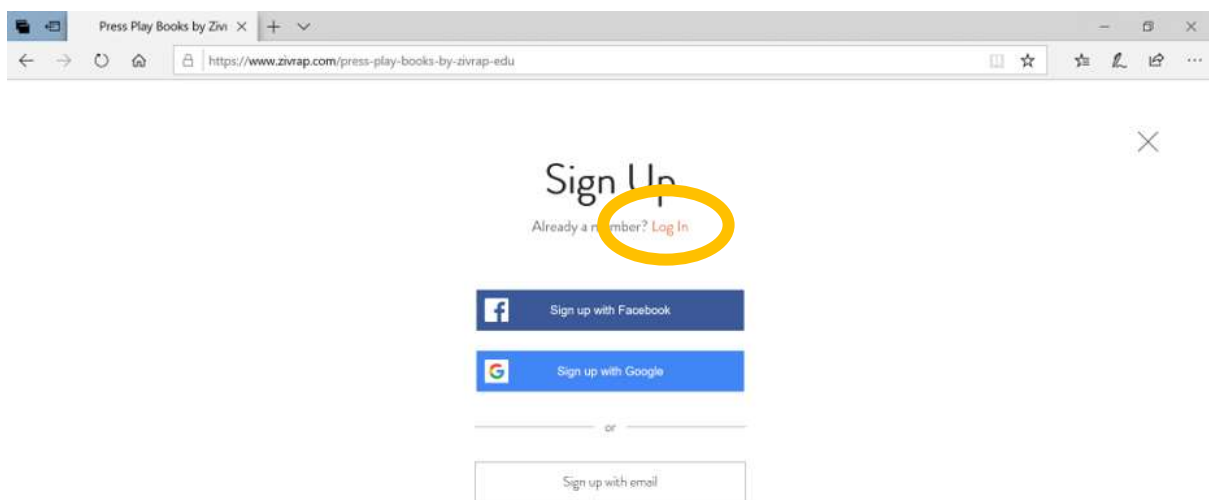 Press Play Books by Zivr
https://www.zivrap.com/press-play-books-by-zivrap-edu
Sign Up
Already a member? Log In
Sign up with Facebook
Sign up with Google
or
Sign up with email